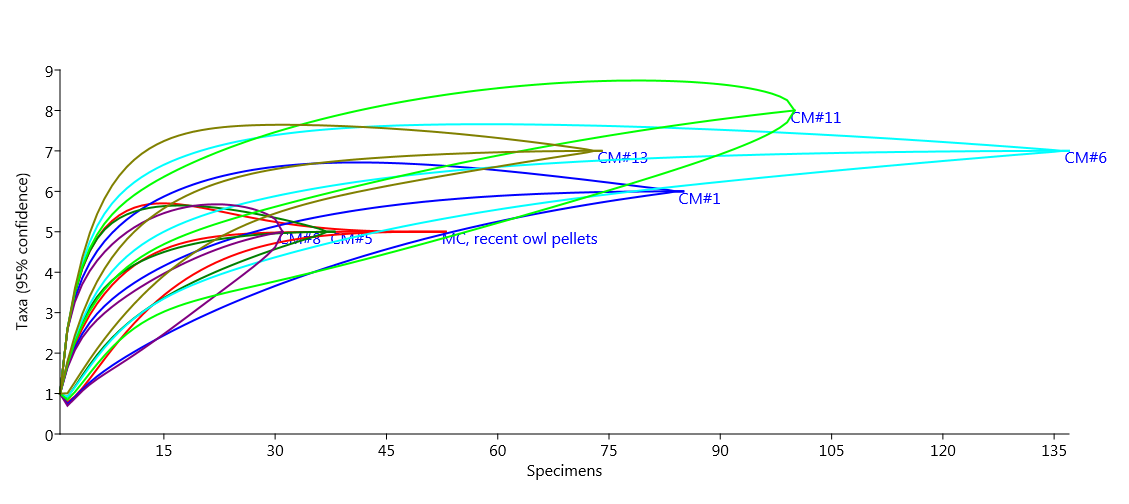 9
8
7
6
5
4
3
2
1
0
Taxa (95% confidence)
CM#11
CM#13
CM#6
CM#1
CM#8
CM#5
MC, recent owl pellets
15
30
45
60
75
90
105
120
135
Specimens